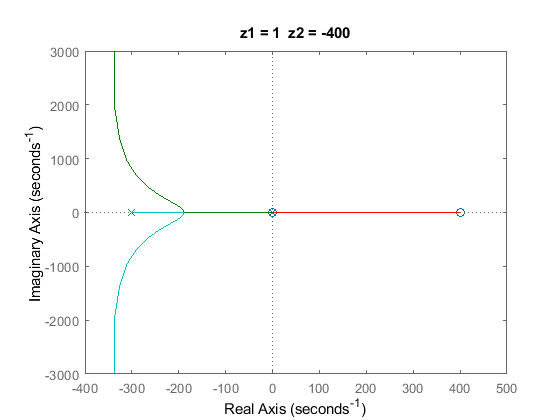 z1 = 1 z2 = -400
3000
2000
1000
0
-1000
-2000
-3000
Imaginary Axis (seconds⁻¹)
-400 -300 -200 -100 0 100 200 300 400 500
Real Axis (seconds⁻¹)